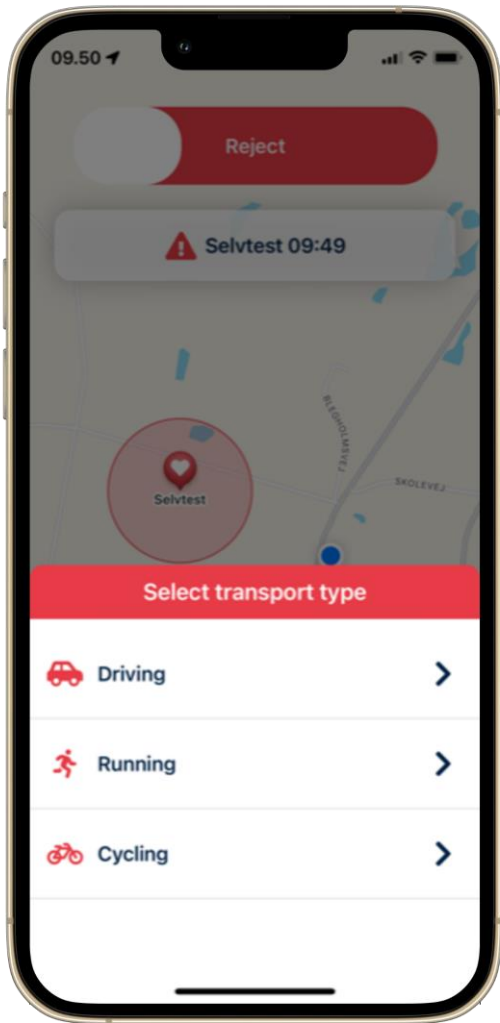 09.50
Reject
Selvtest 09:49
BLEGHOLMSVEJ
SKOLEVEJ
Selvtest
Select transport type
Driving
Running
Cycling